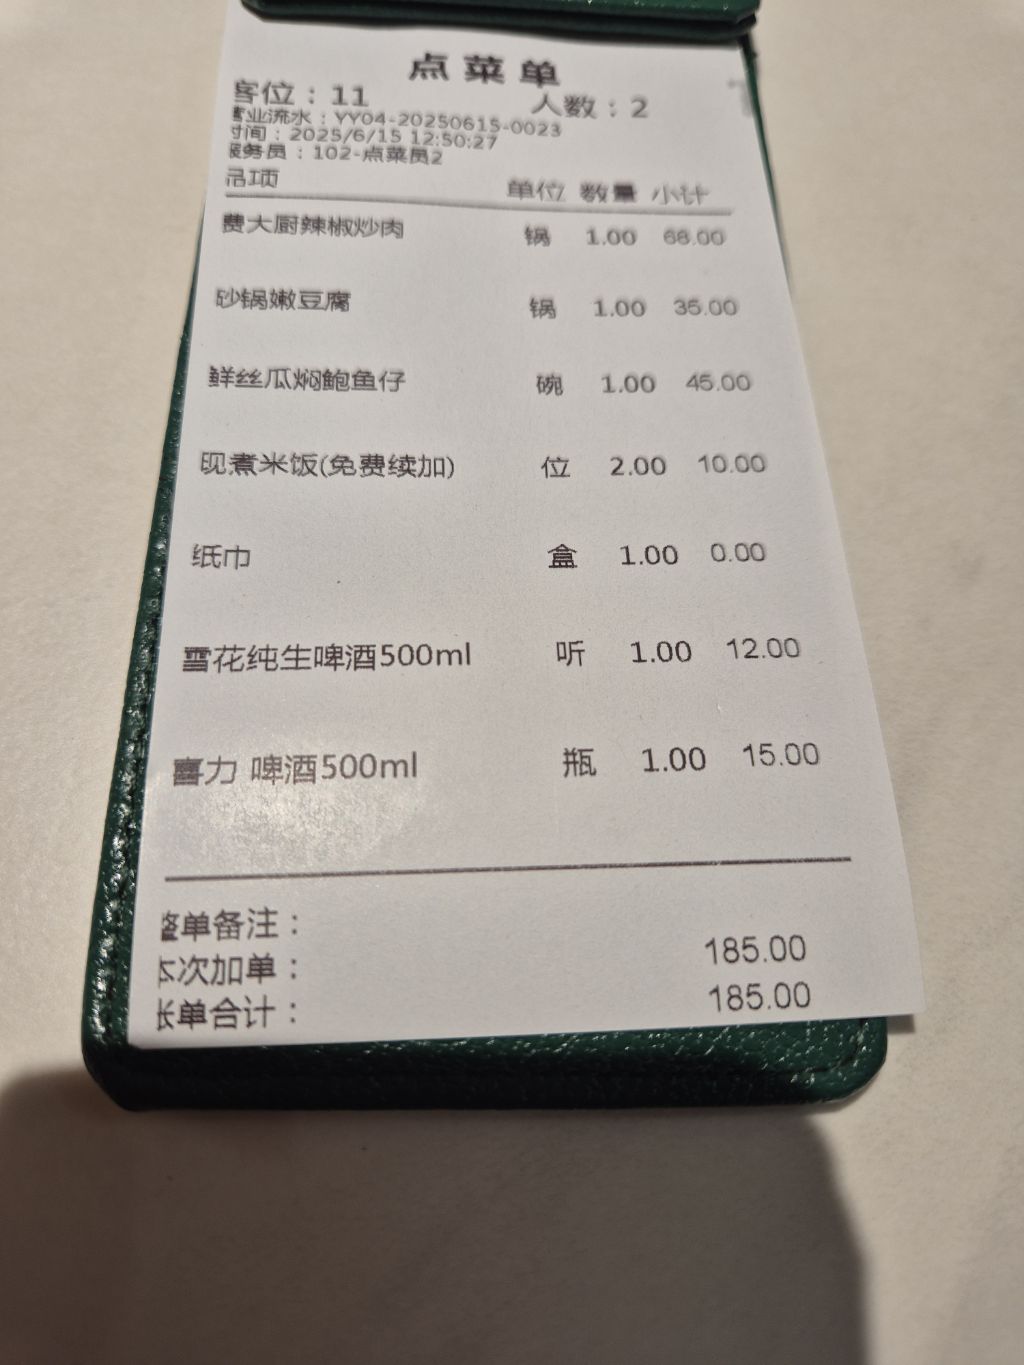 点菜单
客位：11 人数：2
营业流水：YY04-20250615-0023
时间：2025/6/15 12:50:27
服务员：102-点菜员2
品项 单位 数量 小计
费大厨辣椒炒肉 锅 1.00 68.00
砂锅嫩豆腐 锅 1.00 35.00
鲜丝瓜焖鲍鱼仔 碗 1.00 45.00
现煮米饭(免费续加) 位 2.00 10.00
纸巾 盒 1.00 0.00
雪花纯生啤酒500ml 听 1.00 12.00
喜力 啤酒500ml 瓶 1.00 15.00
整单备注：
本次加单： 185.00
账单合计： 185.00